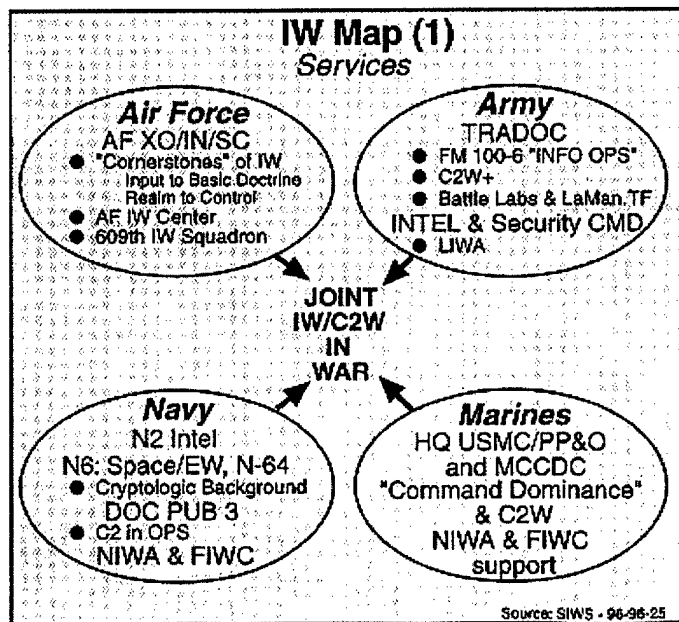 IW Map (1)
Services
Air Force
AF XO/IN/SC
● "Cornerstones" of IW
Input to Basic Doctrine
Realm to Control
● AF IW Center
● 609th IW Squadron
Army
TRADOC
● FM 100-6 "INFO OPS"
● C2W+
● Battle Labs & LaMan.TF
INTEL & Security CMD
● LIWA
JOINT
IW/C2W
IN
WAR
Navy
N2 Intel
N6: Space/EW, N-64
● Cryptologic Background
DOC PUB 3
● C2 in OPS
NIWA & FIWC
Marines
HQ USMC/PP&O
and MCCDC
"Command Dominance"
& C2W
NIWA & FIWC
support
Source: SIWS - 96-96-25